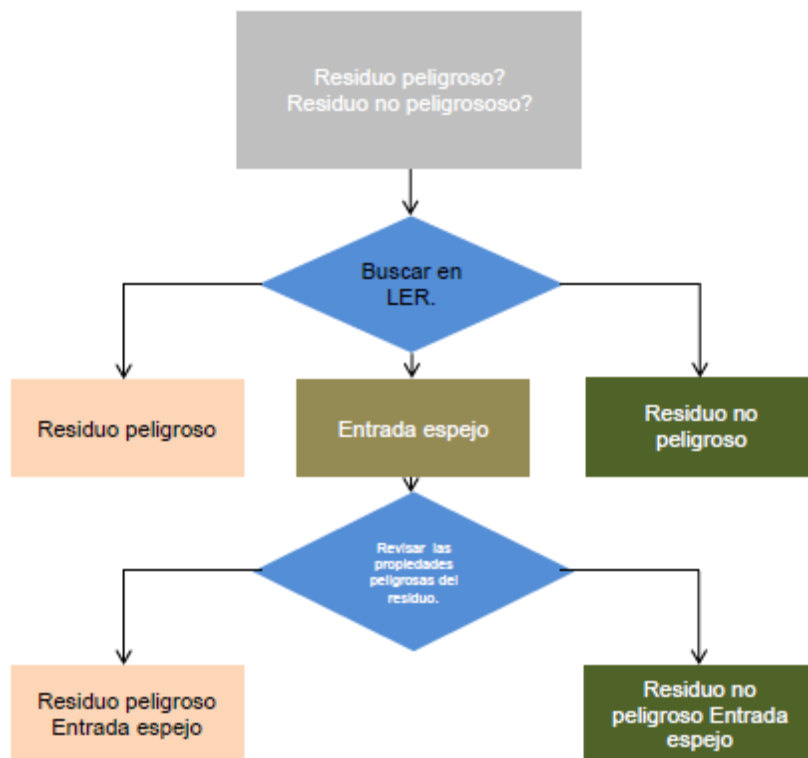 Residuo peligroso?
Residuo no peligrososo?
Buscar en
LER.
Residuo peligroso
Entrada espejo
Residuo no
peligroso
Revisar las
propiedades
peligrosas del
residuo.
Residuo peligroso
Entrada espejo
Residuo no
peligroso Entrada
espejo